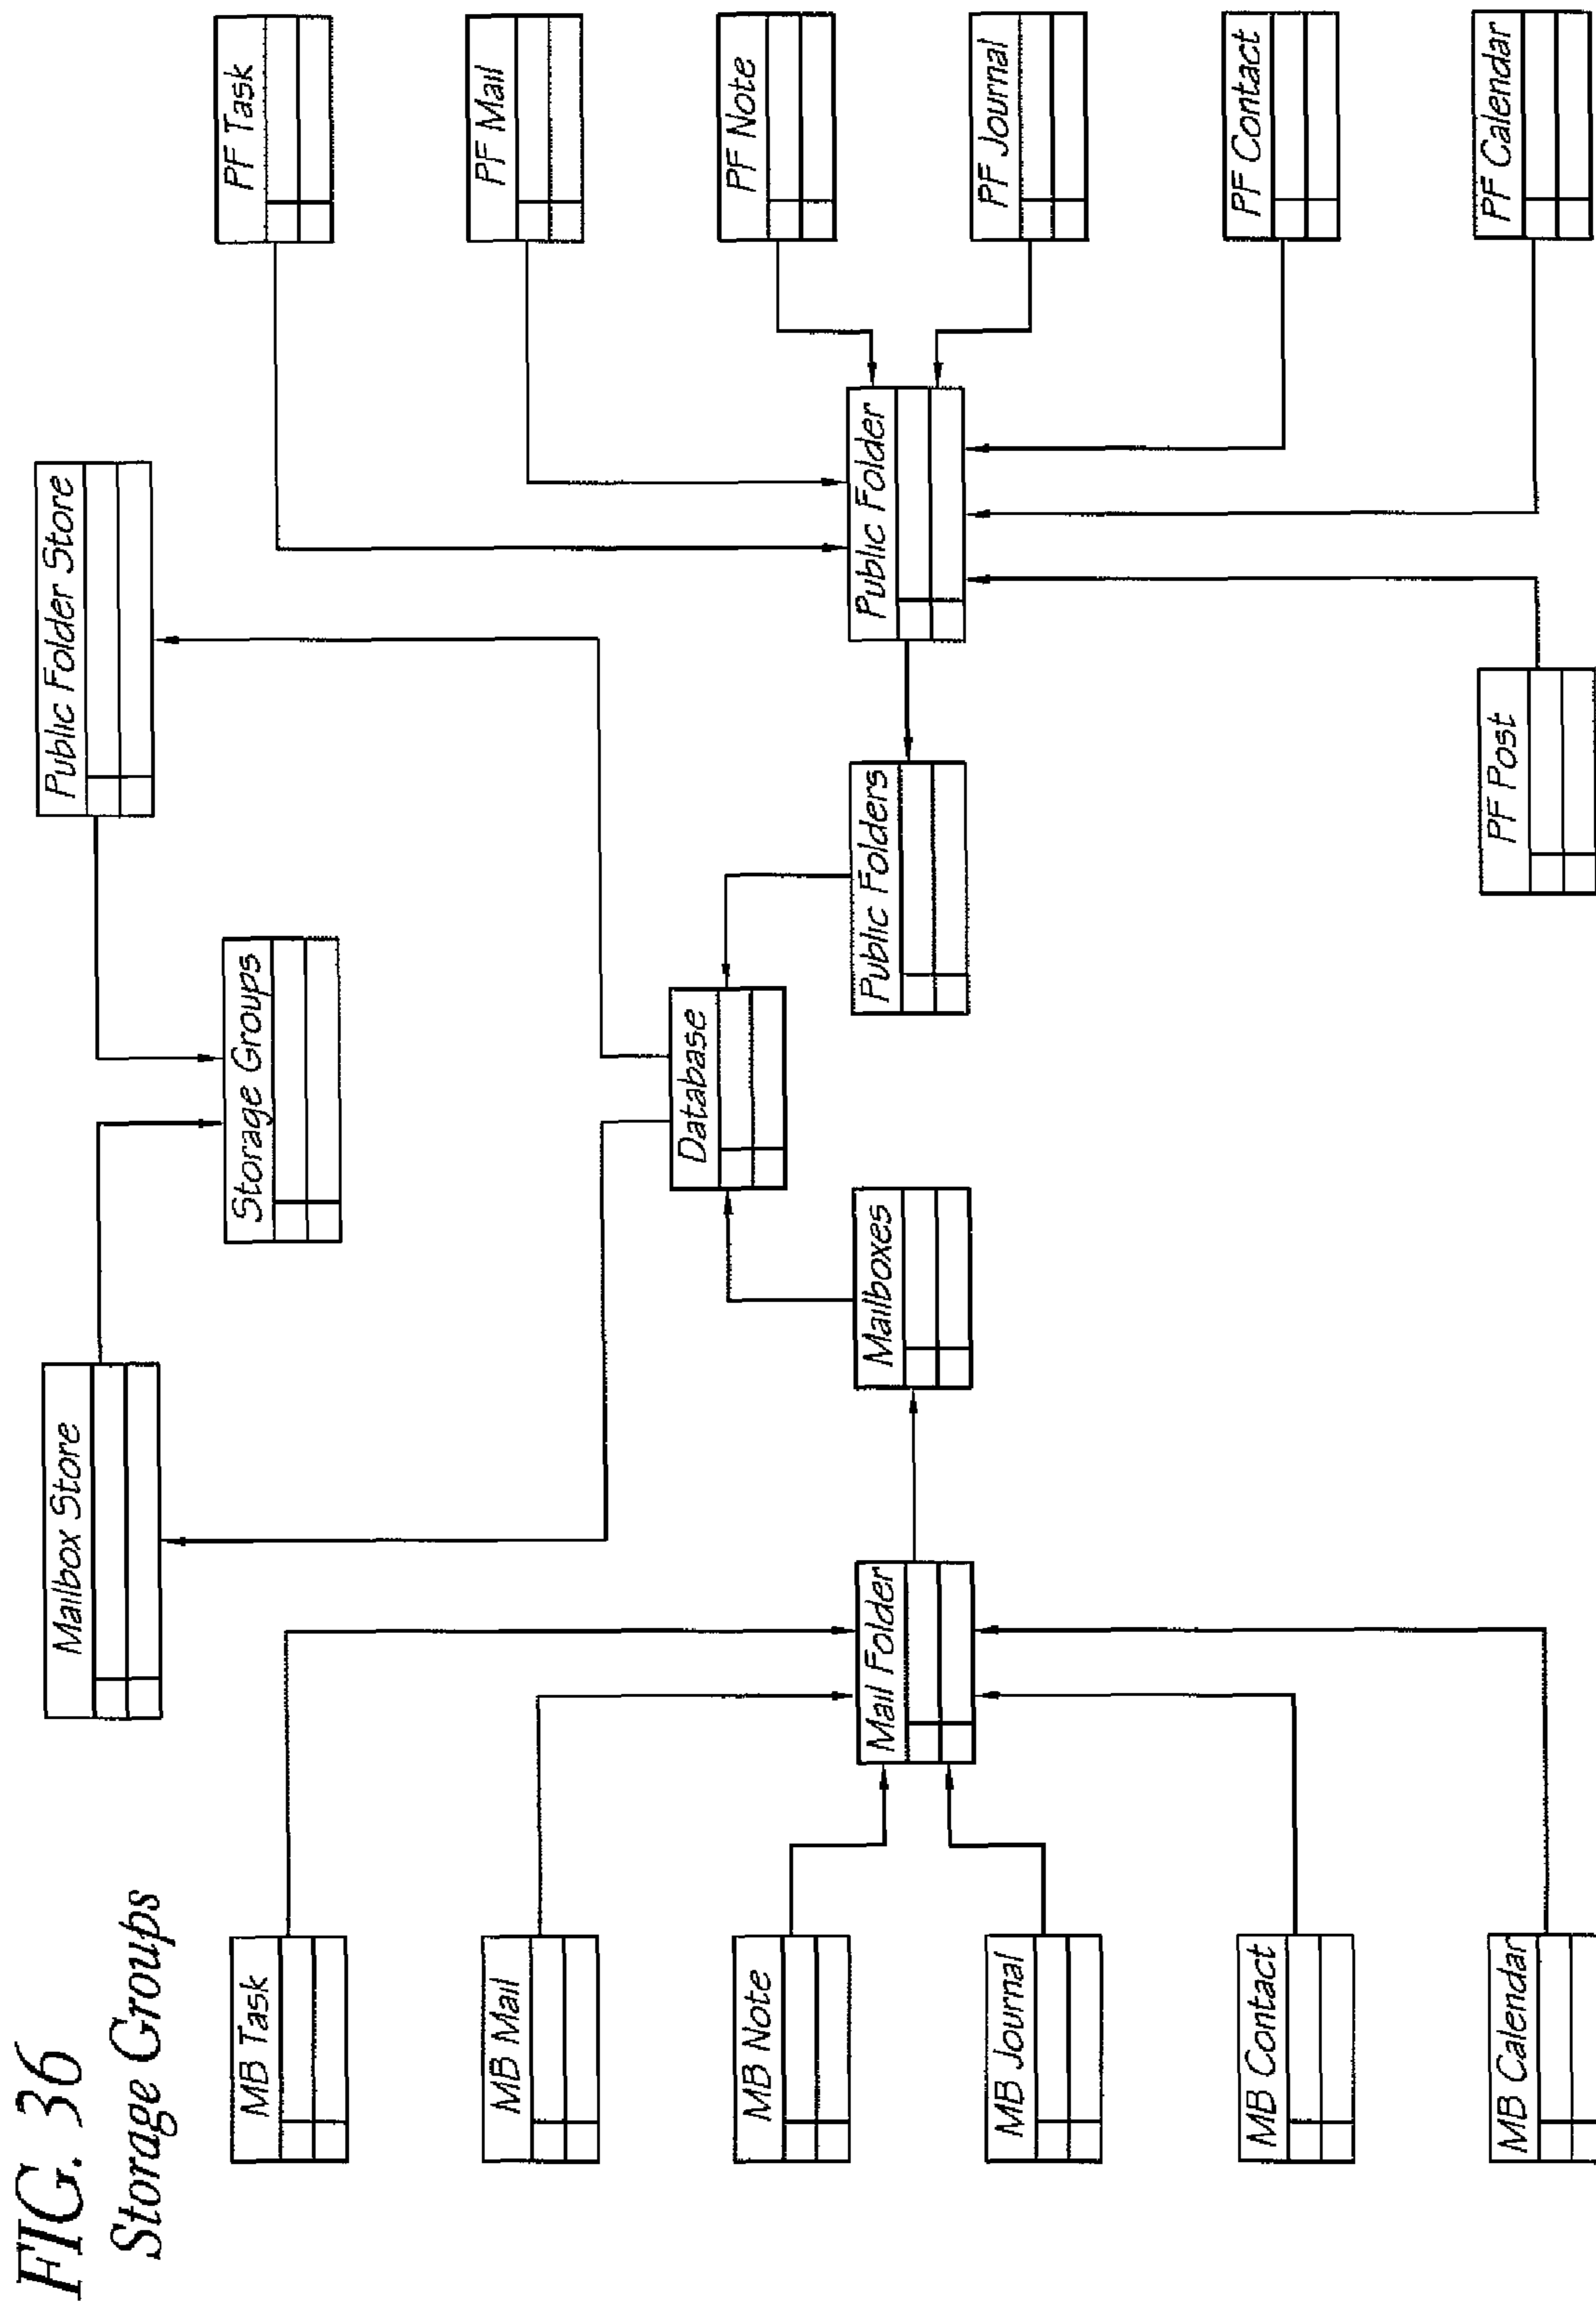 FIG. 36
Storage Groups
Mailbox Store
Public Folder Store
MB Task
Storage Groups
PF Task
MB Mail
PF Mail
Database
MB Note
PF Note
Mail Folder
Mailboxes
Public Folders
Public Folder
MB Journal
PF Journal
MB Contact
PF Contact
MB Calendar
PF Post
PF Calendar